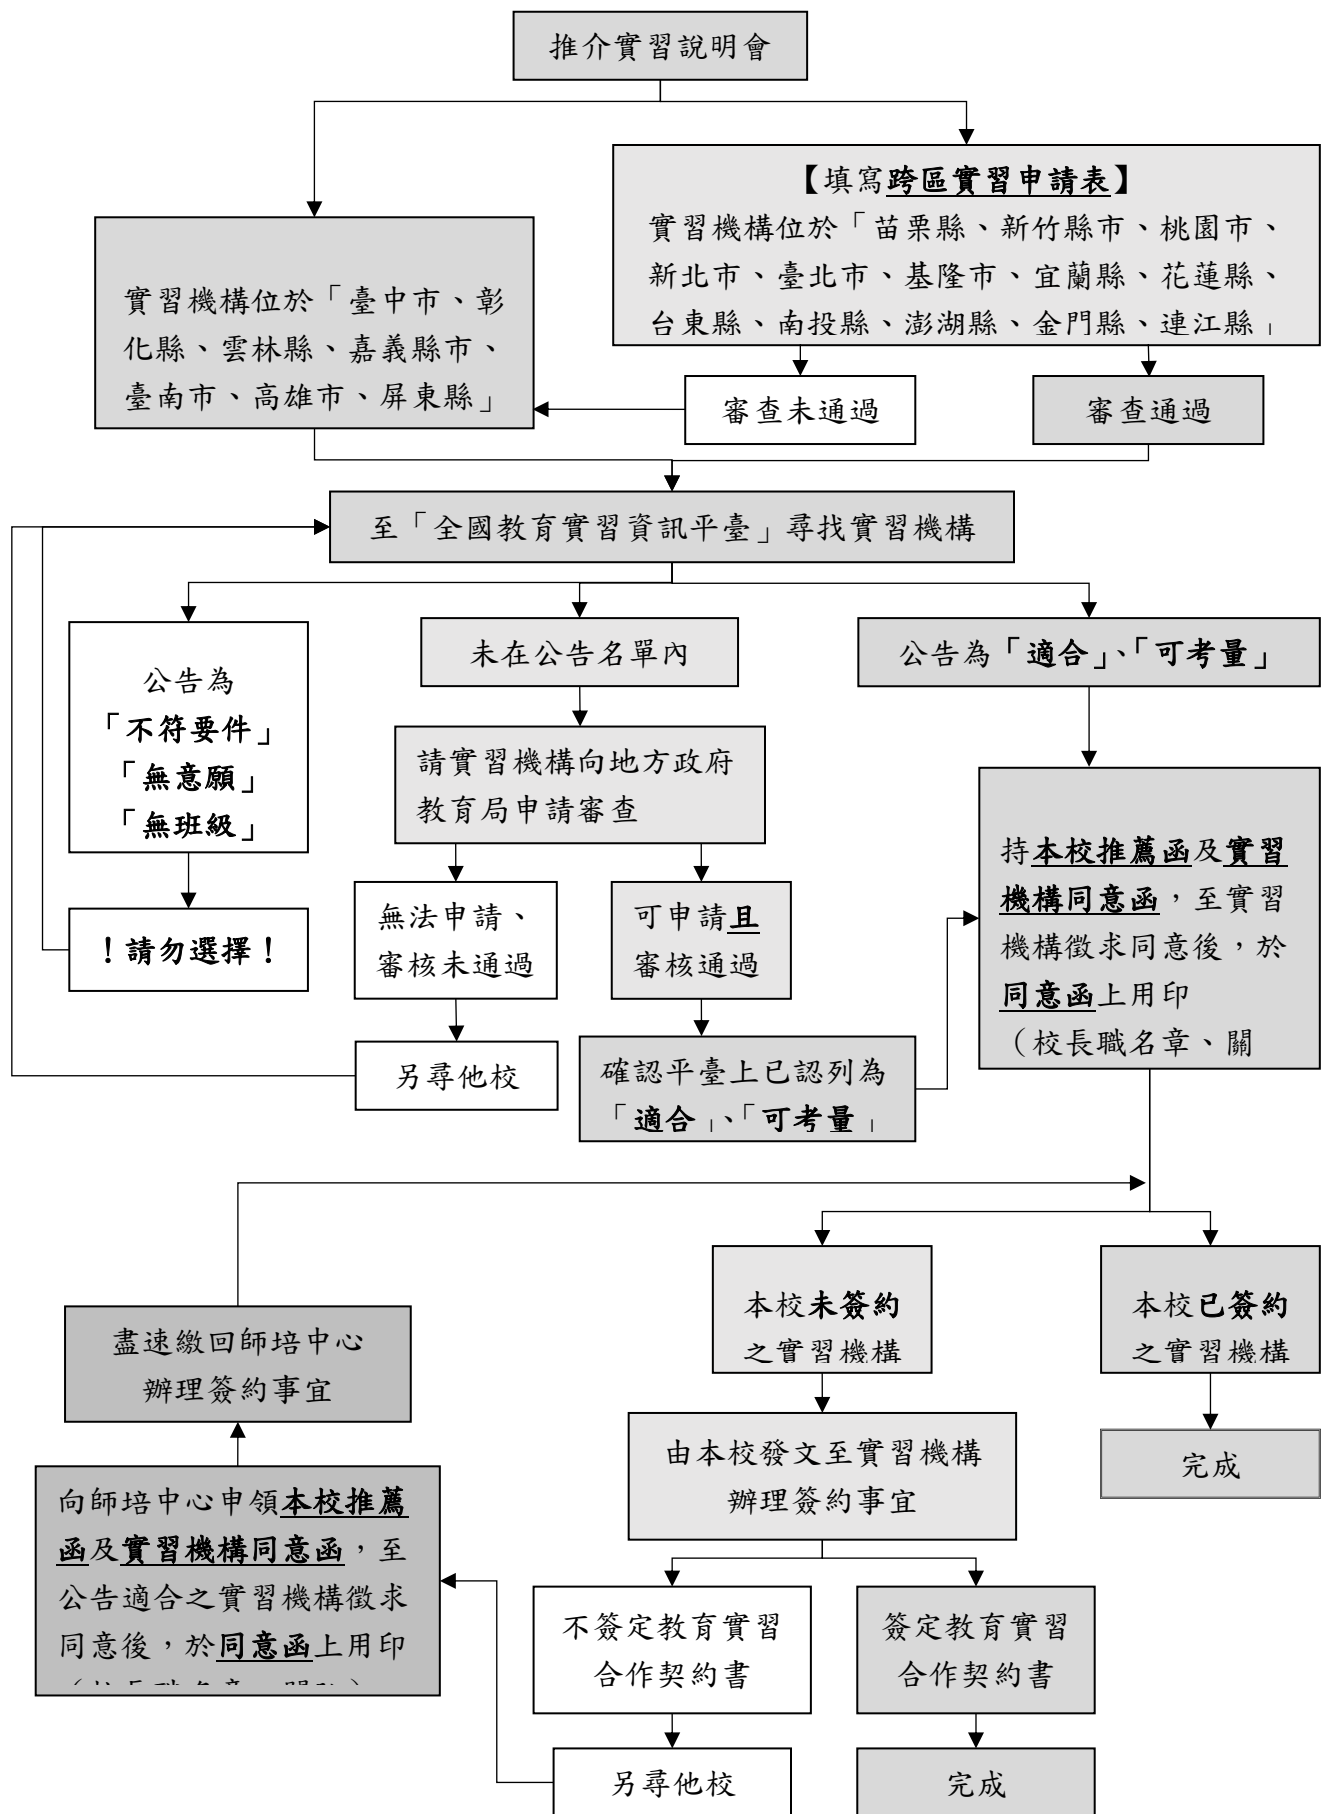 推介實習說明會
【填寫跨區實習申請表】
實習機構位於「苗栗縣、新竹縣市、桃園市、
新北市、臺北市、基隆市、宜蘭縣、花蓮縣、
台東縣、南投縣、澎湖縣、金門縣、連江縣」
實習機構位於「臺中市、彰
化縣、雲林縣、嘉義縣市、
臺南市、高雄市、屏東縣」
審查未通過
審查通過
至「全國教育實習資訊平臺」尋找實習機構
公告為
「不符要件」
「無意願」
「無班級」
！請勿選擇！
未在公告名單內
請實習機構向地方政府
教育局申請審查
無法申請、
審核未通過
另尋他校
可申請且
審核通過
確認平臺上已認列為
「適合」、「可考量」
公告為「適合」、「可考量」
持本校推薦函及實習
機構同意函，至實習
機構徵求同意後，於
同意函上用印
（校長職名章、關
本校未簽約
之實習機構
本校已簽約
之實習機構
完成
由本校發文至實習機構
辦理簽約事宜
不簽定教育實習
合作契約書
簽定教育實習
合作契約書
另尋他校
完成
盡速繳回師培中心
辦理簽約事宜
向師培中心申領本校推薦
函及實習機構同意函，至
公告適合之實習機構徵求
同意後，於同意函上用印